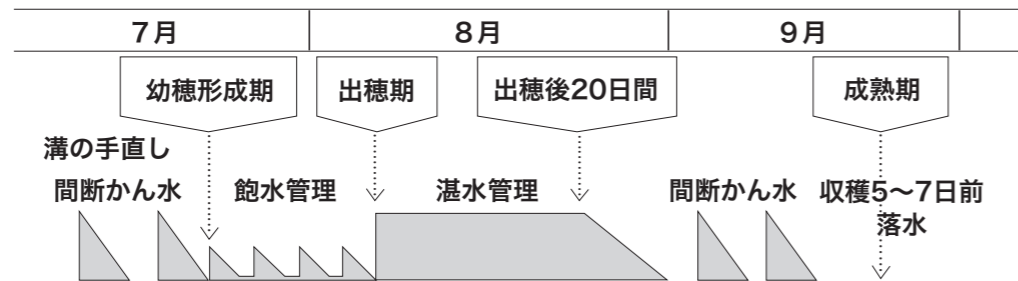 7月 8月 9月
幼穂形成期 出穂期 出穂後20日間 成熟期
溝の手直し
間断かん水 飽水管理 湛水管理 間断かん水 収穫5〜7日前
落水